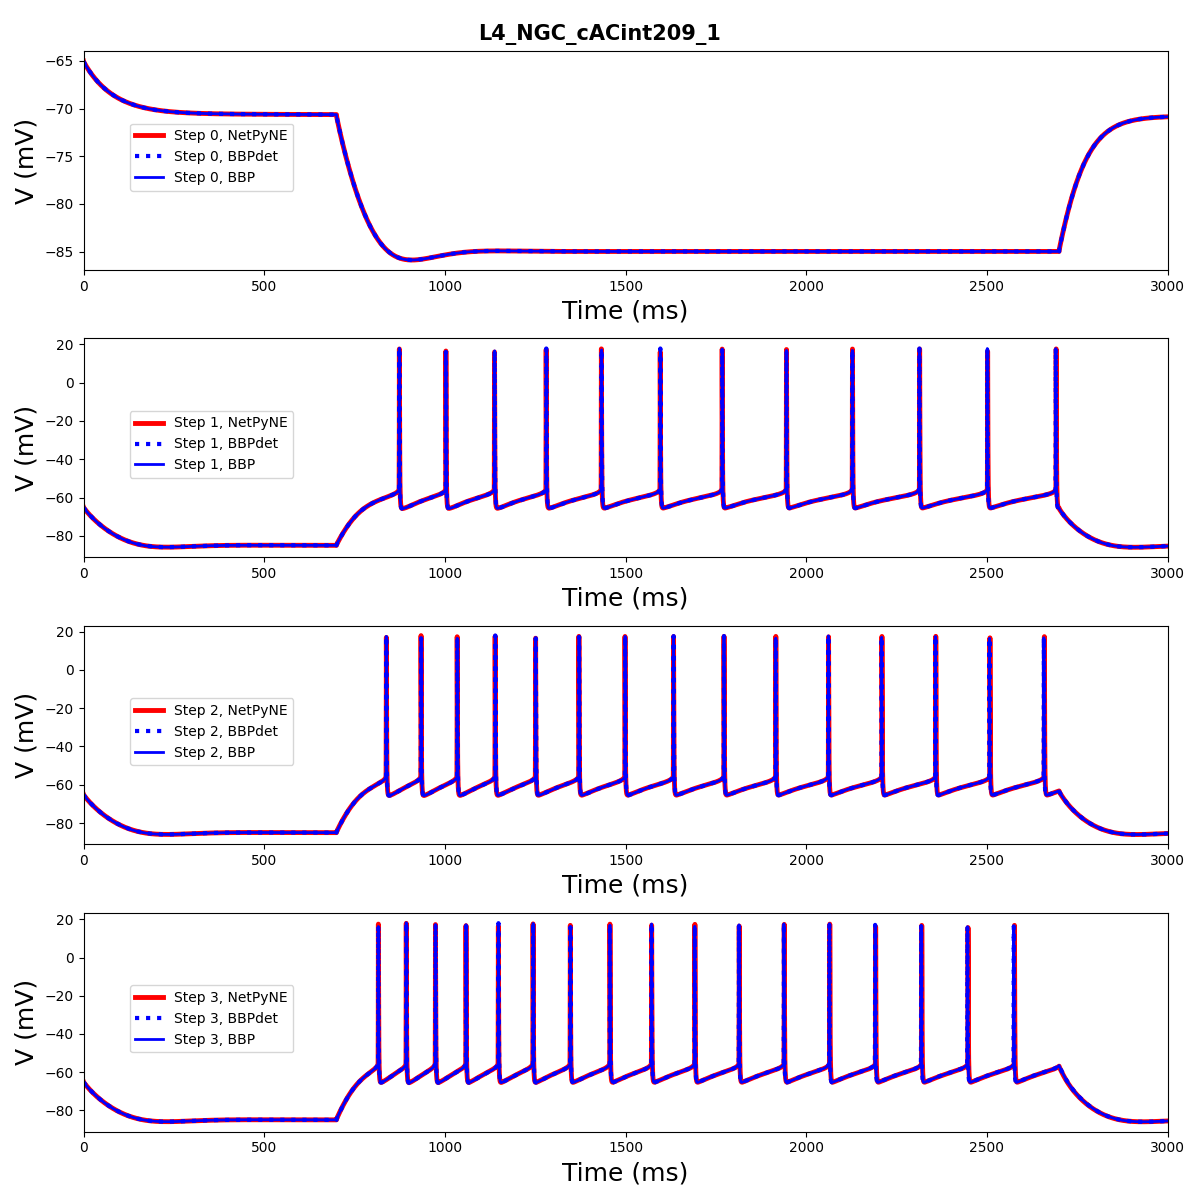 L4_NGC_cACint209_1
V (mV)
−65
−70
−75
−80
−85
Step 0, NetPyNE
Step 0, BBPdet
Step 0, BBP
0 500 1000 1500 2000 2500 3000
Time (ms)
V (mV)
20
0
−20
−40
−60
−80
Step 1, NetPyNE
Step 1, BBPdet
Step 1, BBP
0 500 1000 1500 2000 2500 3000
Time (ms)
V (mV)
20
0
−20
−40
−60
−80
Step 2, NetPyNE
Step 2, BBPdet
Step 2, BBP
0 500 1000 1500 2000 2500 3000
Time (ms)
V (mV)
20
0
−20
−40
−60
−80
Step 3, NetPyNE
Step 3, BBPdet
Step 3, BBP
0 500 1000 1500 2000 2500 3000
Time (ms)